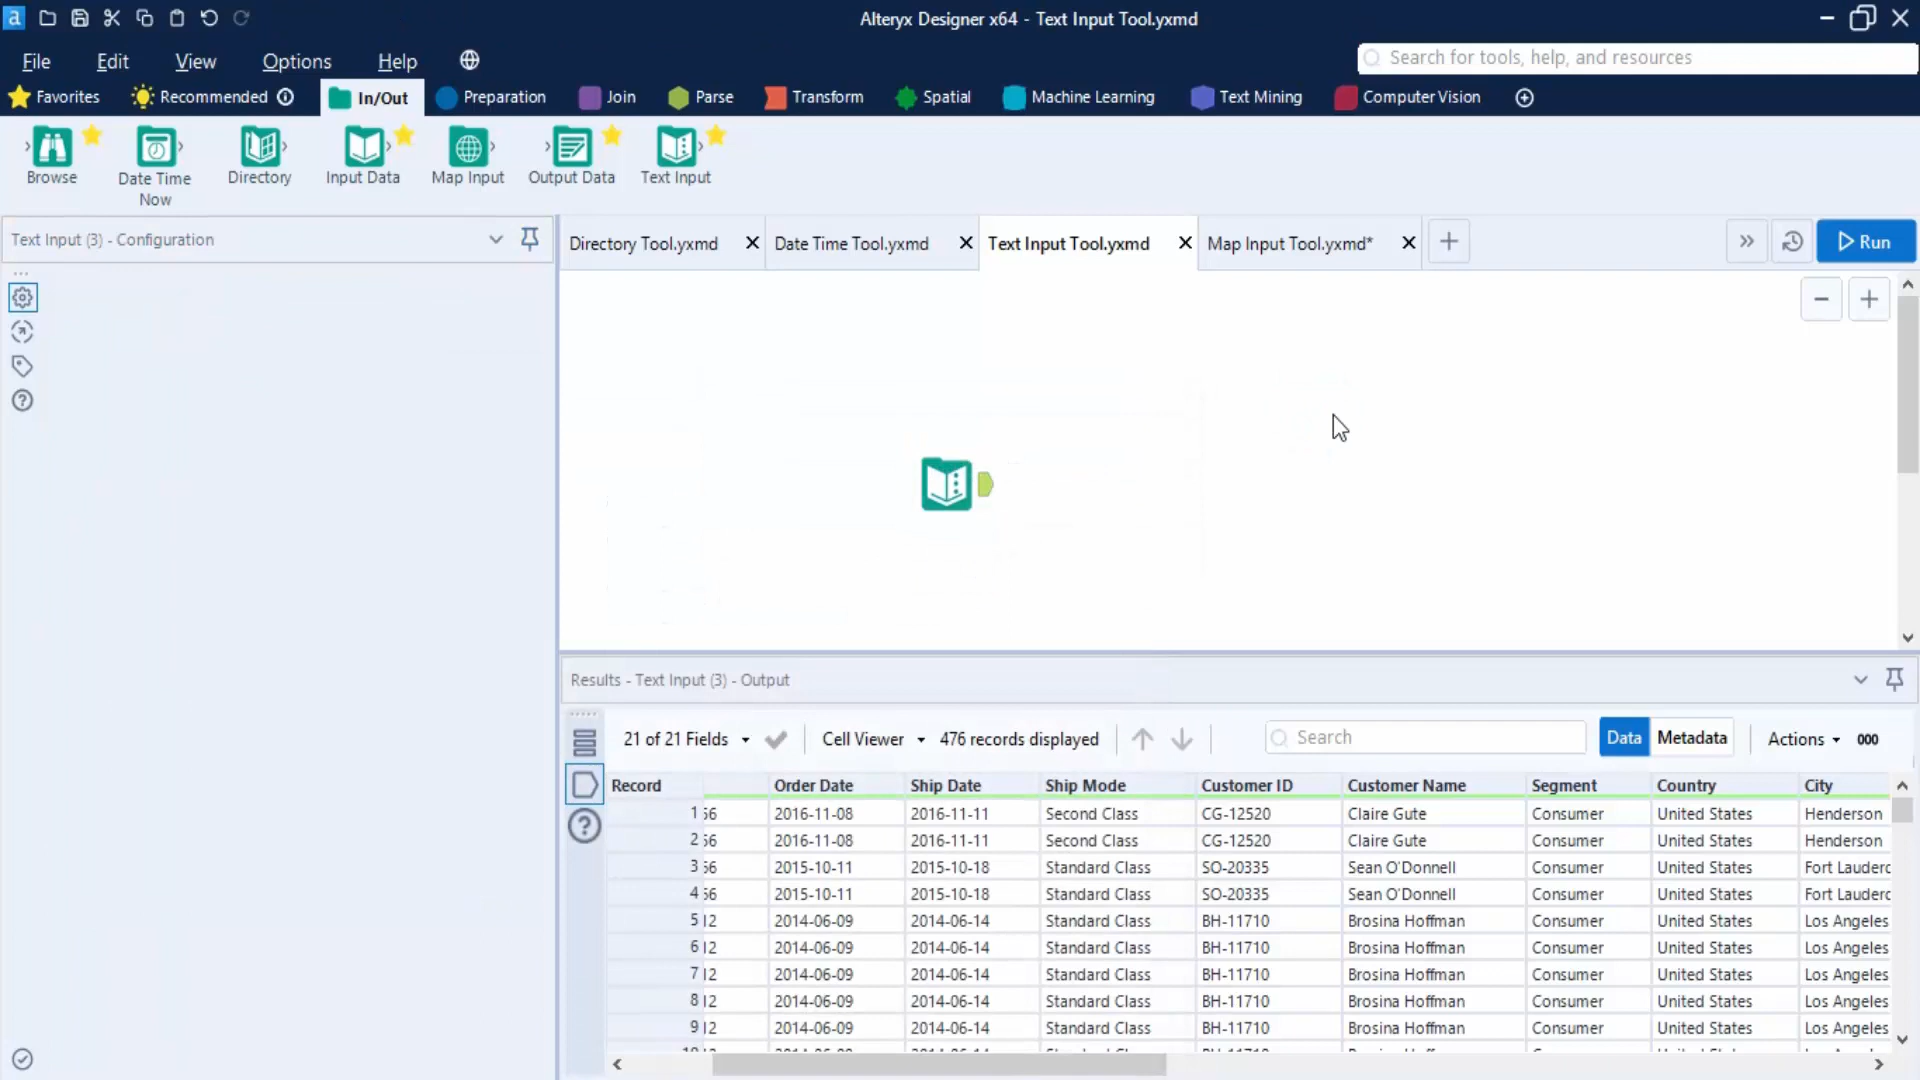 Alteryx Designer x64 - Text Input Tool.yxmd
File Edit View Options Help
Search for tools, help, and resources
Favorites Recommended In/Out Preparation Join Parse Transform Spatial Machine Learning Text Mining Computer Vision
Browse Date Time Now Directory Input Data Map Input Output Data Text Input
Text Input (3) - Configuration
Directory Tool.yxmd Date Time Tool.yxmd Text Input Tool.yxmd Map Input Tool.yxmd* Run
Results - Text Input (3) - Output
21 of 21 Fields Cell Viewer 476 records displayed Search Data Metadata Actions 000
Record Order Date Ship Date Ship Mode Customer ID Customer Name Segment Country City
1 56 2016-11-08 2016-11-11 Second Class CG-12520 Claire Gute Consumer United States Henderson
2 56 2016-11-08 2016-11-11 Second Class CG-12520 Claire Gute Consumer United States Henderson
3 56 2015-10-11 2015-10-18 Standard Class SO-20335 Sean O'Donnell Consumer United States Fort
4 56 2015-10-11 2015-10-18 Standard Class SO-20335 Sean O'Donnell Consumer United States Fort
5 12 2014-06-09 2014-06-14 Standard Class BH-11710 Brosina Hoffman Consumer United States Los Angeles
6 12 2014-06-09 2014-06-14 Standard Class BH-11710 Brosina Hoffman Consumer United States Los Angeles
7 12 2014-06-09 2014-06-14 Standard Class BH-11710 Brosina Hoffman Consumer United States Los Angeles
8 12 2014-06-09 2014-06-14 Standard Class BH-11710 Brosina Hoffman Consumer United States Los Angeles
9 12 2014-06-09 2014-06-14 Standard Class BH-11710 Brosina Hoffman Consumer United States Los Angeles